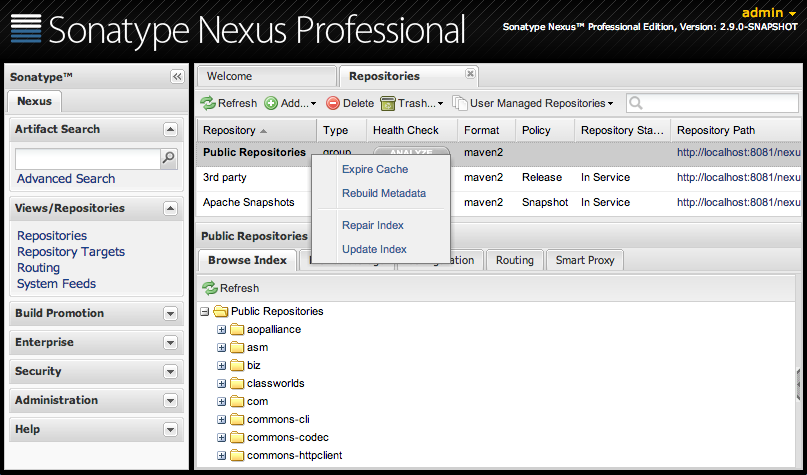 Sonatype Nexus Professional
admin
Sonatype Nexus™ Professional Edition, Version: 2.9.0-SNAPSHOT
Sonatype™
Nexus
Artifact Search
Advanced Search
Views/Repositories
Repositories
Repository Targets
Routing
System Feeds
Build Promotion
Enterprise
Security
Administration
Help
Welcome
Repositories
Refresh Add... Delete Trash... User Managed Repositories
Repository Type Health Check Format Policy Repository Sta... Repository Path
Public Repositories group ANALYZE maven2 http://localhost:8081/nexu
3rd party maven2 Release In Service http://localhost:8081/nexu
Apache Snapshots maven2 Snapshot In Service http://localhost:8081/nexu
Expire Cache
Rebuild Metadata
Repair Index
Update Index
Public Repositories
Browse Index Routing Smart Proxy
Refresh
Public Repositories
aopalliance
asm
biz
classworlds
com
commons-cli
commons-codec
commons-httpclient